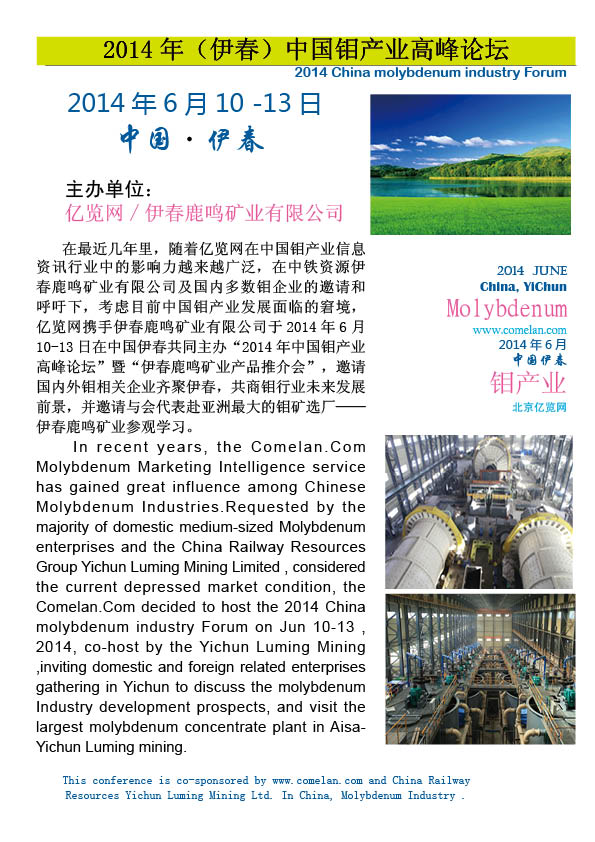 2014 年（伊春）中国钼产业高峰论坛
2014 China molybdenum industry Forum
2014 年 6 月 10 -13 日
中国 · 伊春
主办单位：
亿览网 / 伊春鹿鸣矿业有限公司
在最近几年里，随着亿览网在中国钼产业信息
资讯行业中的影响力越来越广泛，在中铁资源伊
春鹿鸣矿业有限公司及国内多数钼企业的邀请和
呼吁下，考虑目前中国钼产业发展面临的窘境，
亿览网携手伊春鹿鸣矿业有限公司于 2014 年 6 月
10-13 日在中国伊春共同主办“2014 年中国钼产业
高峰论坛”暨“伊春鹿鸣矿业产品推介会”，邀请
国内外钼相关企业齐聚伊春，共商钼行业未来发展
前景，并邀请与会代表赴亚洲最大的钼矿选厂——
伊春鹿鸣矿业参观学习。
In recent years, the Comelan.Com
Molybdenum Marketing Intelligence service
has gained great influence among Chinese
Molybdenum Industries.Requested by the
majority of domestic medium-sized Molybdenum
enterprises and the China Railway Resources
Group Yichun Luming Mining Limited , considered
the current depressed market condition, the
Comelan.Com decided to host the 2014 China
molybdenum industry Forum on Jun 10-13 ,
2014, co-host by the Yichun Luming Mining
,inviting domestic and foreign related enterprises
gathering in Yichun to discuss the molybdenum
Industry development prospects, and visit the
largest molybdenum concentrate plant in Aisa-
Yichun Luming mining.
2014 JUNE
China, YiChun
Molybdenum
www.comelan.com
2014 年 6 月
中国伊春
钼产业
北京亿览网
This conference is co-sponsored by www.comelan.com and China Railway
Resources Yichun Luming Mining Ltd. In China, Molybdenum Industry .